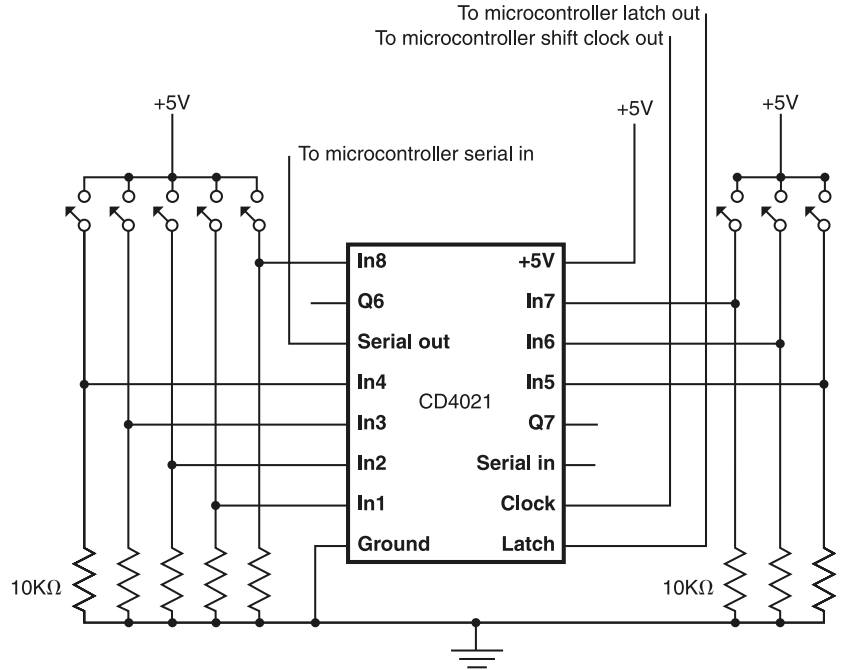 To microcontroller latch out
To microcontroller shift clock out
+5V
+5V
+5V
To microcontroller serial in
In8
+5V
Q6
In7
Serial out
In6
In4
In5
CD4021
In3
Q7
In2
Serial in
In1
Clock
Ground
Latch
10KΩ
10KΩ